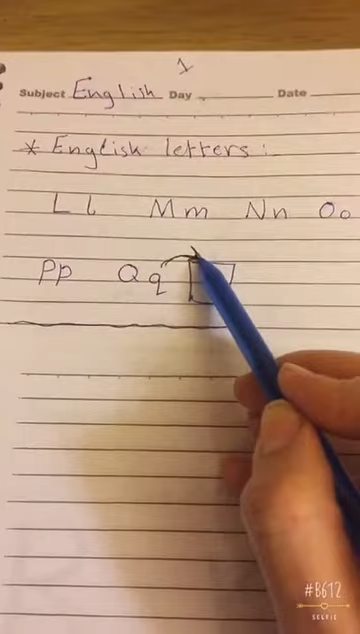 1
Subject English Day Date
* English letters:
Ll Mm Nn Oo
Pp Qq
#B612
SELFIE